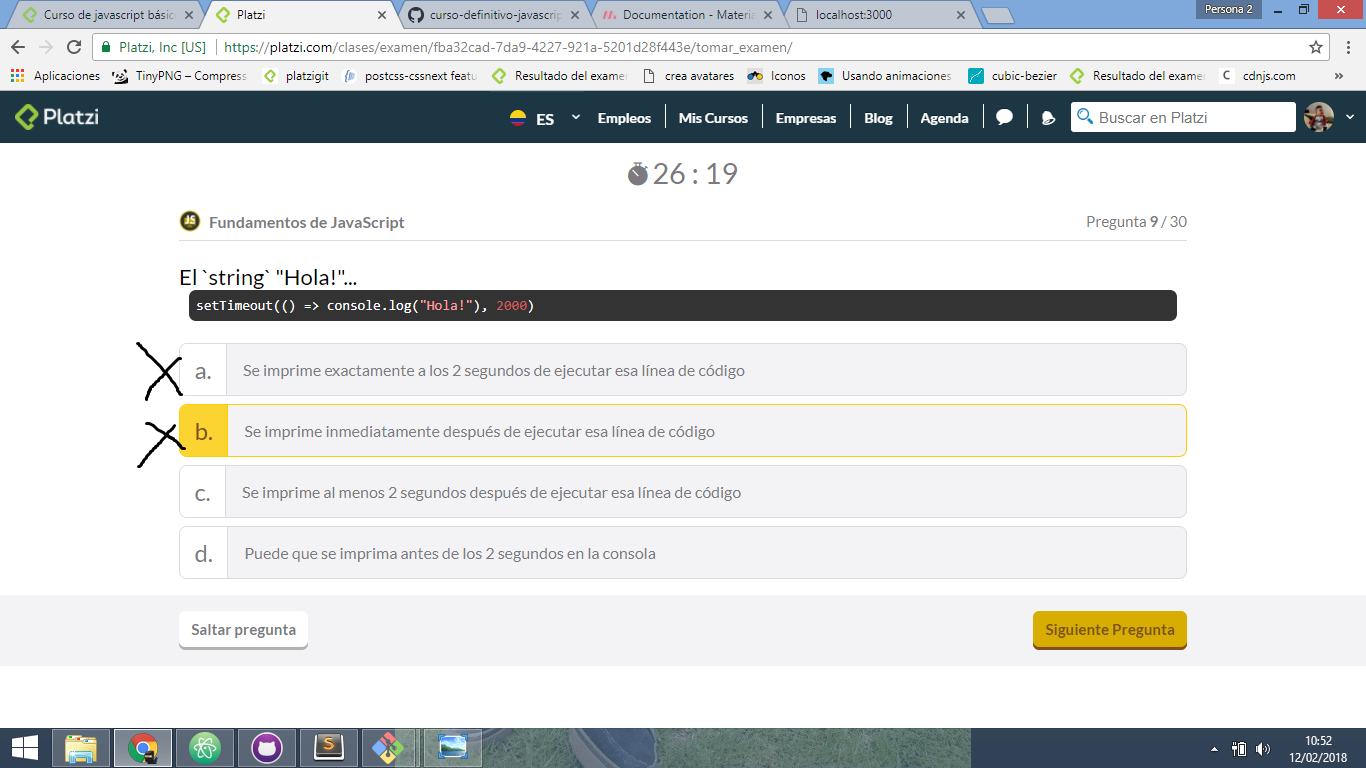 Curso de javascript bási
Platzi
curso-definitivo-javascrip
Documentation - Materia
localhost:3000
Persona 2
Platzi, Inc [US]
https://platzi.com/clases/examen/fba32cad-7da9-4227-921a-5201d28f443e/tomar_examen/
Aplicaciones
TinyPNG – Compress
platzigit
postcss-cssnext featu
Resultado del exame
crea avatares
Iconos
Usando animaciones
cubic-bezier
Resultado del exame
C
cdnjs.com
»
Platzi
ES
Empleos
Mis Cursos
Empresas
Blog
Agenda
Buscar en Platzi
26 : 19
JS
Fundamentos de JavaScript
Pregunta 9 / 30
El `string` "Hola!"...
setTimeout(() => console.log("Hola!"), 2000)
a. Se imprime exactamente a los 2 segundos de ejecutar esa línea de código
b. Se imprime inmediatamente después de ejecutar esa línea de código
c. Se imprime al menos 2 segundos después de ejecutar esa línea de código
d. Puede que se imprima antes de los 2 segundos en la consola
Saltar pregunta
Siguiente Pregunta
S
10:52
12/02/2018